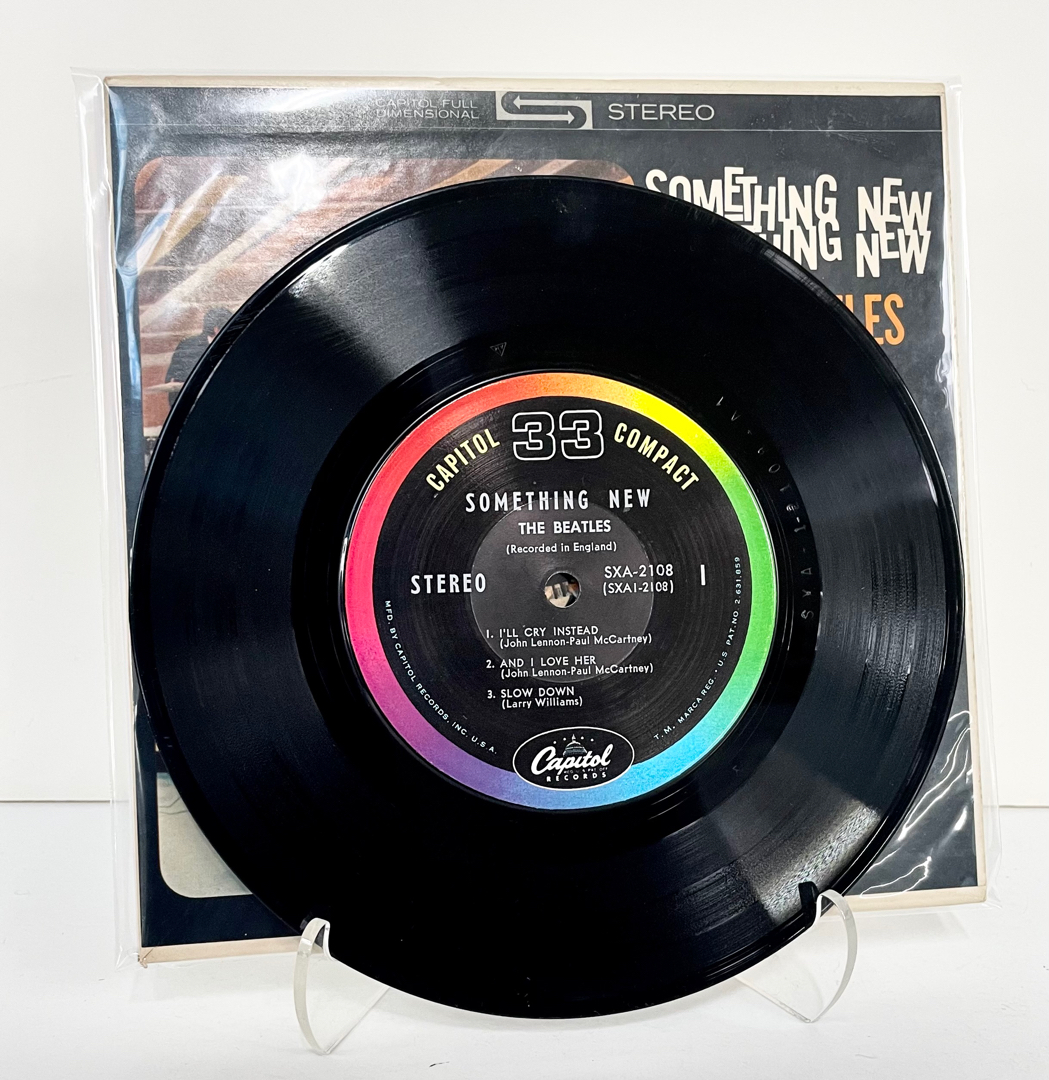 CAPITOL FULL
DIMENSIONAL
STEREO
SOMETHING NEW
THING NEW
LES
CAPITOL 33 COMPACT
SOMETHING NEW
THE BEATLES
(Recorded in England)
STEREO
SXA-2108 1
(SXA1-2108)
1. I'LL CRY INSTEAD
(John Lennon-Paul McCartney)
2. AND I LOVE HER
(John Lennon-Paul McCartney)
3. SLOW DOWN
(Larry Williams)
MFD. BY CAPITOL RECORDS, INC. U.S.A.
T.M. MARCA REG. • U.S. PAT. NO. 2,631,859
Capitol
RECORDS